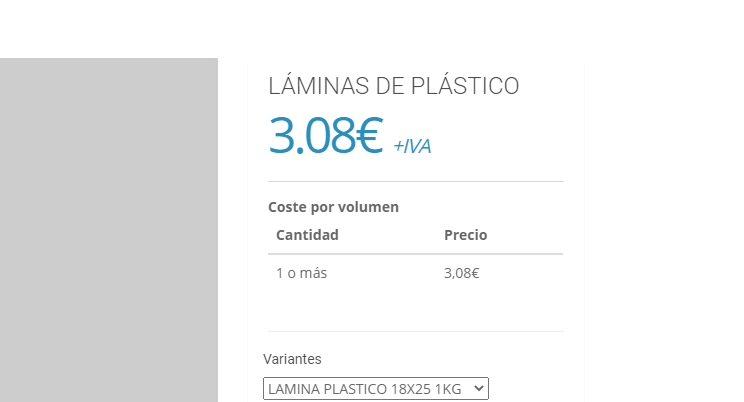 LÁMINAS DE PLÁSTICO
3.08€ +IVA
Coste por volumen
Cantidad Precio
1 o más 3,08€
Variantes
LAMINA PLASTICO 18X25 1KG